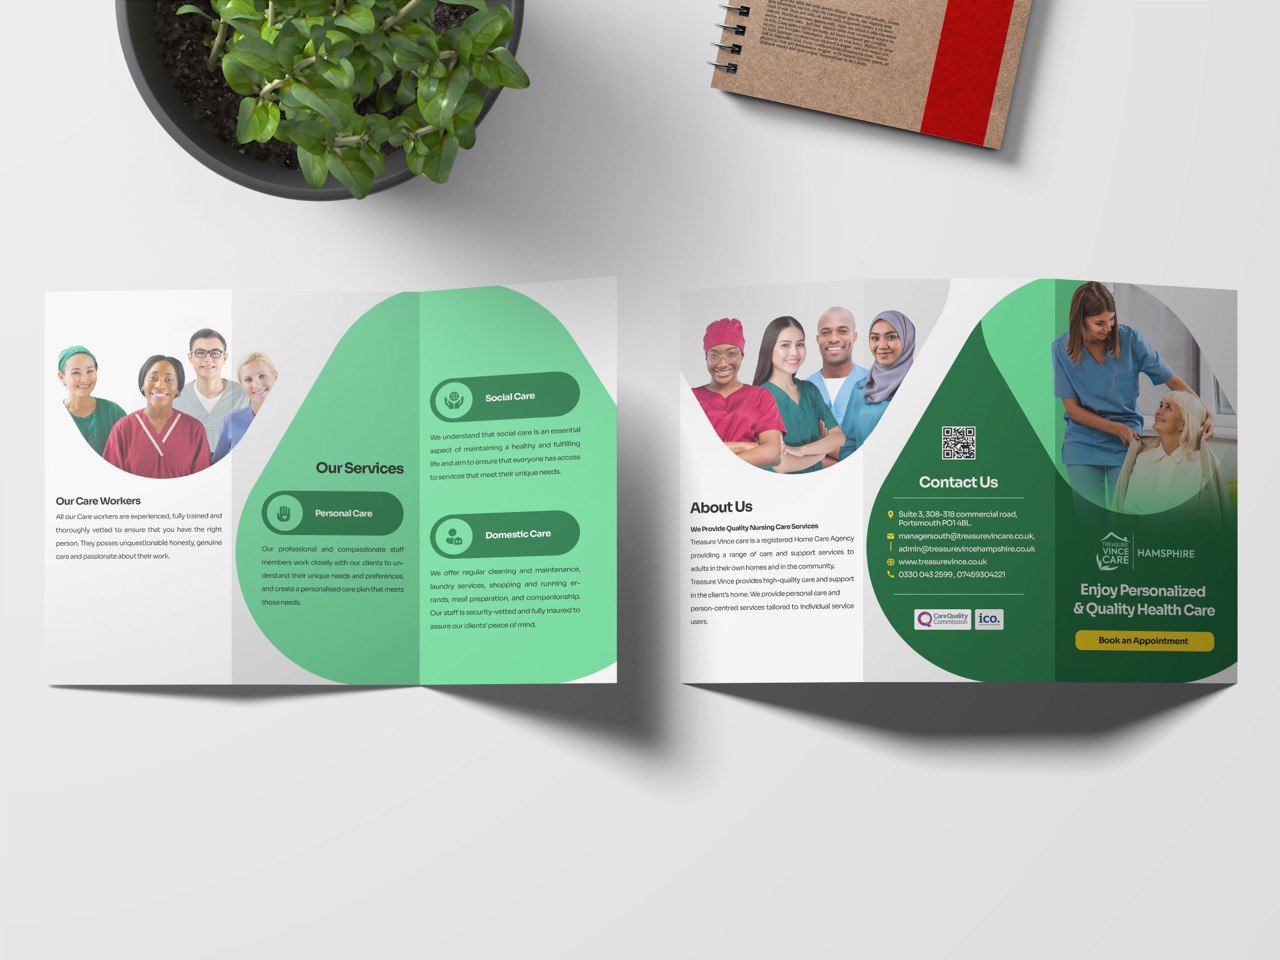 Our Care Workers
All our Care workers are experienced, fully trained and
thoroughly vetted to ensure that you have the right
person. They posses unquestionable honesty, genuine
care and passionate about their work.
Our Services
Personal Care
Our professional and compassionate staff
members work closely with our clients to un-
derstand their unique needs and preferences,
and create a personalised care plan that meets
those needs.
Social Care
We understand that social care is an essential
aspect of maintaining a healthy and fulfilling
life and aim to ensure that everyone has access
to services that meet their unique needs.
Domestic Care
We offer regular cleaning and maintenance,
laundry services, shopping and running er-
rands, meal preparation, and companionship.
Our staff is security-vetted and fully insured to
assure our clients' peace of mind.
About Us
We Provide Quality Nursing Care Services
Treasure Vince care is a registered Home Care Agency
providing a range of care and support services to
adults in their own homes and in the community.
Treasure Vince provides high-quality care and support
in the client's home. We provide personal care and
person-centred services tailored to individual service
users.
Contact Us
Suite 3, 308-318 commercial road,
Portsmouth PO1 4BL.
managersouth@treasurevincare.co.uk,
admin@treasurevincehampshire.co.uk
www.treasurevince.co.uk
0330 043 2599 , 07459304221
CareQuality
Commission
ico.
TREASURE
VINCE
CARE
HAMSPHIRE
Enjoy Personalized
& Quality Health Care
Book an Appointment